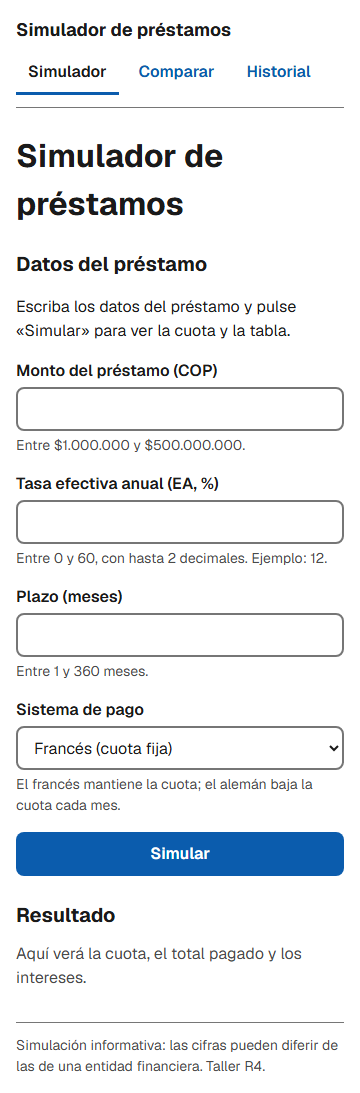 Simulador de préstamos
Simulador
Comparar
Historial
Simulador de
préstamos
Datos del préstamo
Escriba los datos del préstamo y pulse
«Simular» para ver la cuota y la tabla.
Monto del préstamo (COP)
Entre $1.000.000 y $500.000.000.
Tasa efectiva anual (EA, %)
Entre 0 y 60, con hasta 2 decimales. Ejemplo: 12.
Plazo (meses)
Entre 1 y 360 meses.
Sistema de pago
Francés (cuota fija)
El francés mantiene la cuota; el alemán baja la
cuota cada mes.
Simular
Resultado
Aquí verá la cuota, el total pagado y los
intereses.
Simulación informativa: las cifras pueden diferir de
las de una entidad financiera. Taller R4.